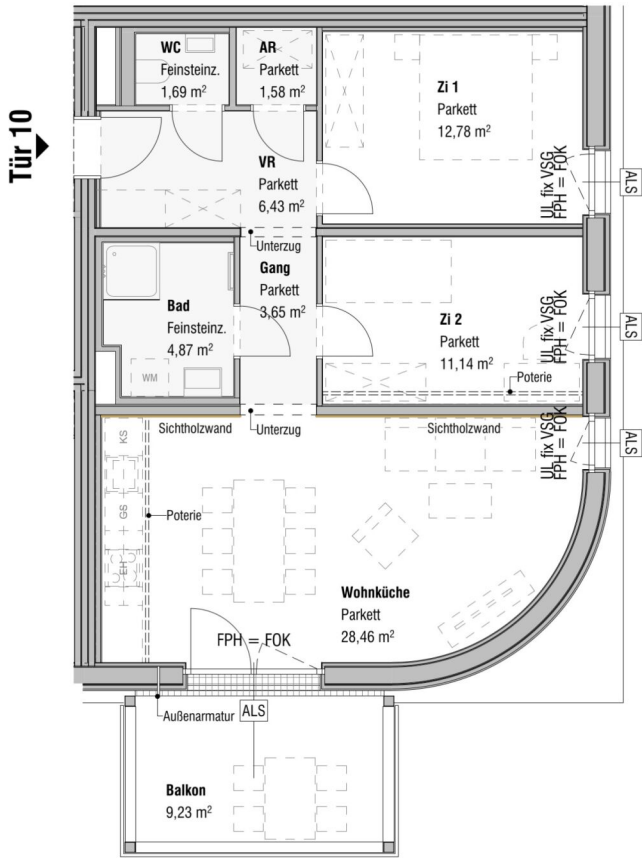 Tür 10
WC
Feinsteinz.
1,69 m²
AR
Parkett
1,58 m²
Zi 1
Parkett
12,78 m²
UL fix VSG
FPH = FOK
ALS
VR
Parkett
6,43 m²
Unterzug
Gang
Parkett
3,65 m²
Bad
Feinsteinz.
4,87 m²
WM
Zi 2
Parkett
11,14 m²
UL fix VSG
FPH = FOK
ALS
Poterie
Sichtholzwand
Unterzug
Sichtholzwand
UL fix VSG
FPH = FOK
ALS
KS
GS
EH
Poterie
Wohnküche
Parkett
28,46 m²
FPH = FOK
Außenarmatur
ALS
Balkon
9,23 m²